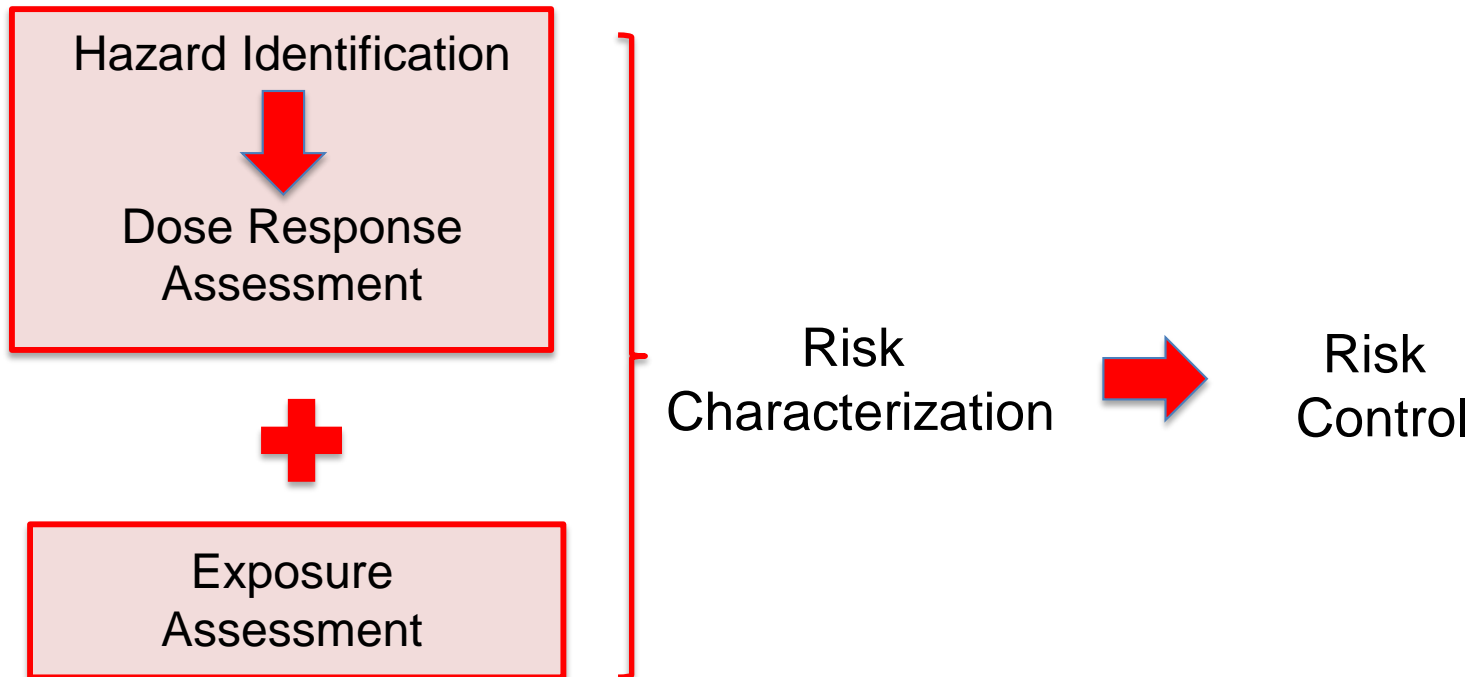 Hazard Identification
Dose Response
Assessment
Exposure
Assessment
Risk
Characterization
Risk
Control